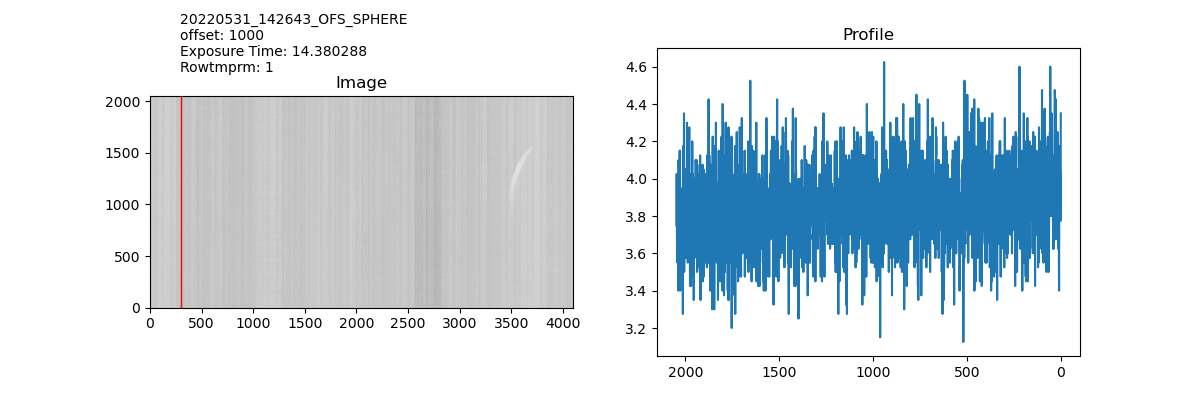 20220531_142643_OFS_SPHERE
offset: 1000
Exposure Time: 14.380288
Rowtmprm: 1
Image
2000
1500
1000
500
0
0 500 1000 1500 2000 2500 3000 3500 4000
Profile
4.6
4.4
4.2
4.0
3.8
3.6
3.4
3.2
2000 1500 1000 500 0